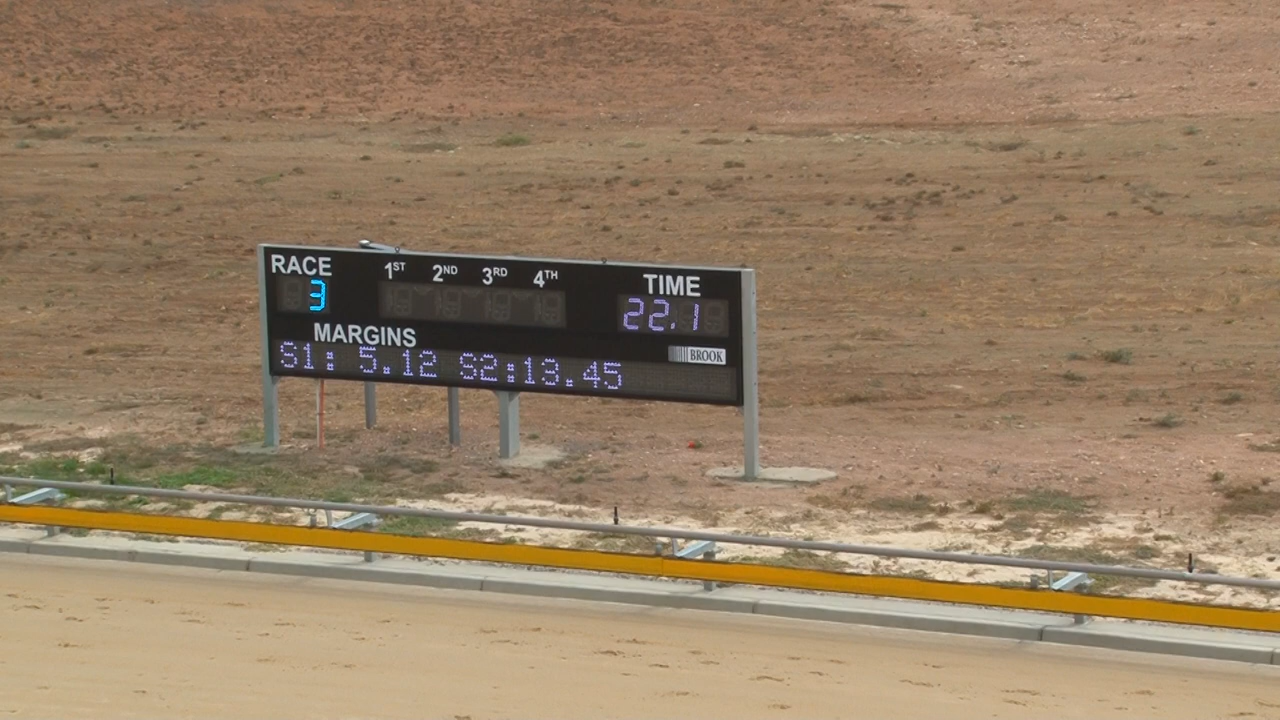 RACE 1ST 2ND 3RD 4TH TIME
3 22.1
MARGINS
BROOK
S1: 5.12 S2:13.45